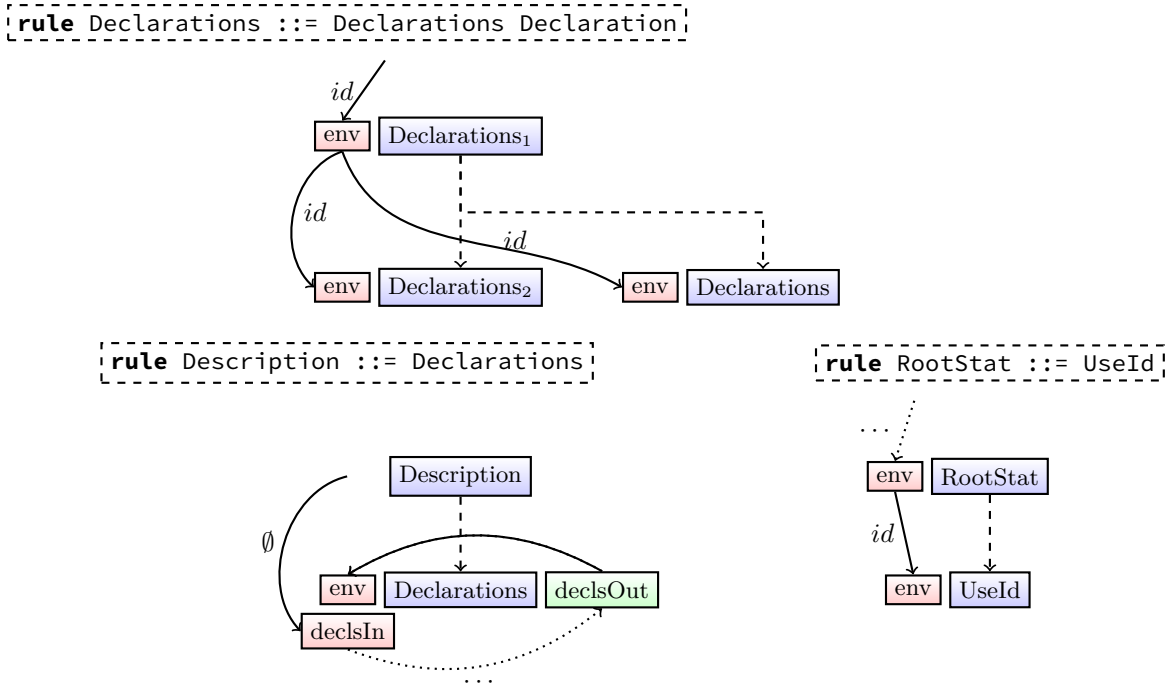 rule Declarations ::= Declarations Declaration
id
env Declarations₁
id
id
env Declarations₂ env Declarations
rule Description ::= Declarations
Description
∅
env Declarations declsOut
declsIn
...
rule RootStat ::= UseId
...
env RootStat
id
env UseId